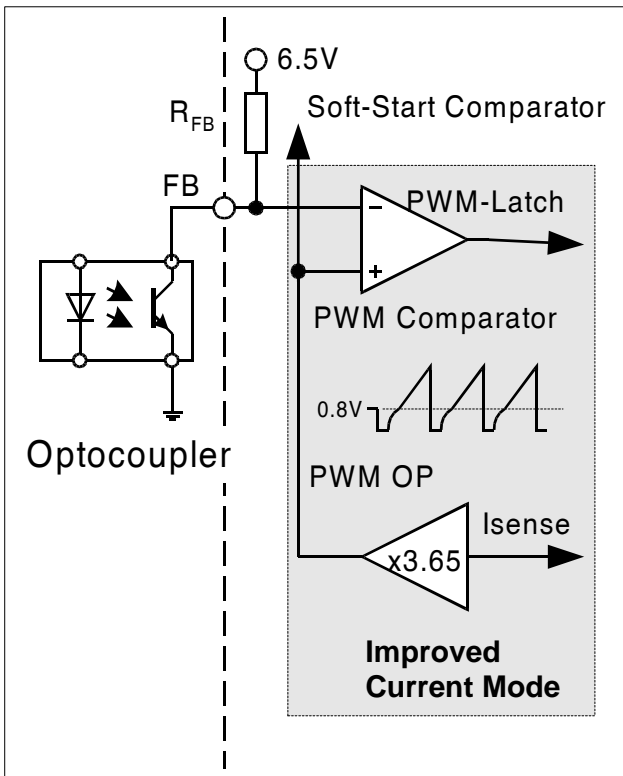 6.5V
RFB
Soft-Start Comparator
FB
PWM-Latch
−
+
PWM Comparator
0.8V
Optocoupler
PWM OP
Isense
x3.65
Improved
Current Mode